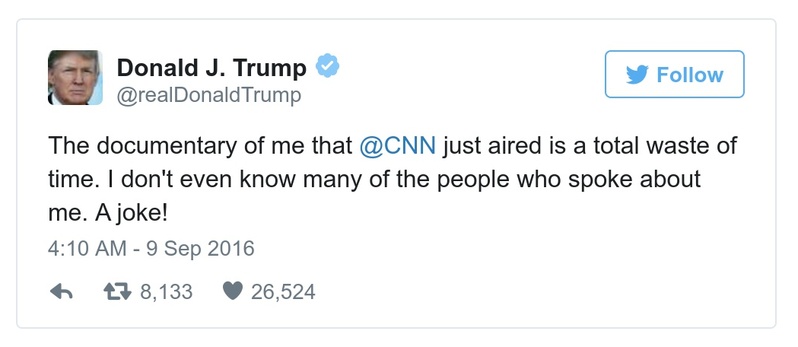 Donald J. Trump
@realDonaldTrump
Follow
The documentary of me that @CNN just aired is a total waste of
time. I don't even know many of the people who spoke about
me. A joke!
4:10 AM - 9 Sep 2016
8,133 26,524